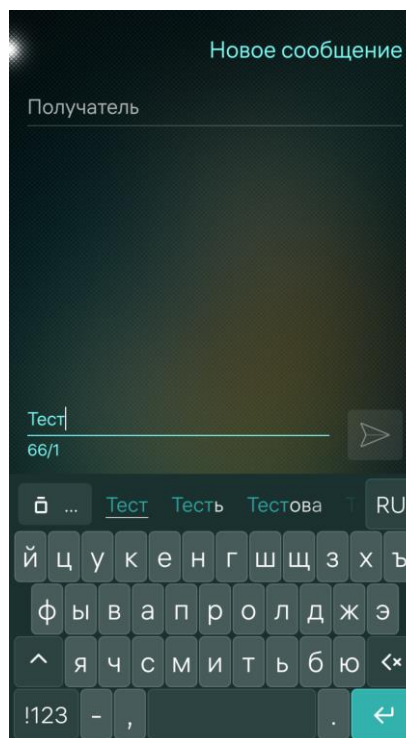 Новое сообщение
Получатель
Тест
66/1
... Тест Тесть Тестова Т RU
й ц у к е н г ш щ з х ъ
ф ы в а п р о л д ж э
я ч с м и т ь б ю
!123 - , .